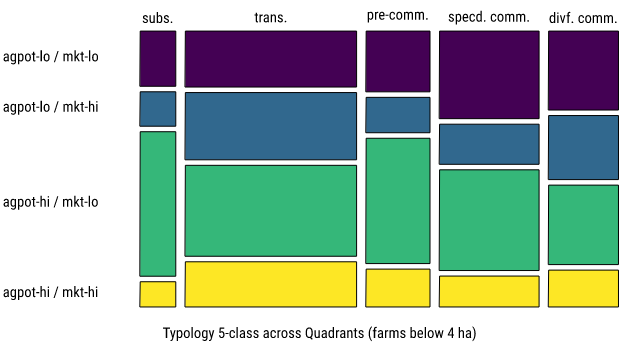 subs. trans. pre-comm. specd. comm. divf. comm.
agpot-lo / mkt-lo
agpot-lo / mkt-hi
agpot-hi / mkt-lo
agpot-hi / mkt-hi
Typology 5-class across Quadrants (farms below 4 ha)